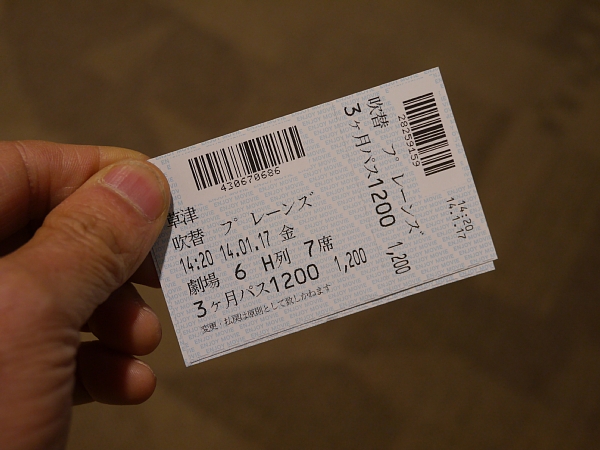 430670686
草津
吹替 プレーンズ
14:20 14.01.17 金
劇場 6 H列 7席
3ヶ月パス1200 1,200
変更・払戻は原則として致しかねます
吹替 プレーンズ
3ヶ月パス1200 1,200
28259159
14:20
14.1.17